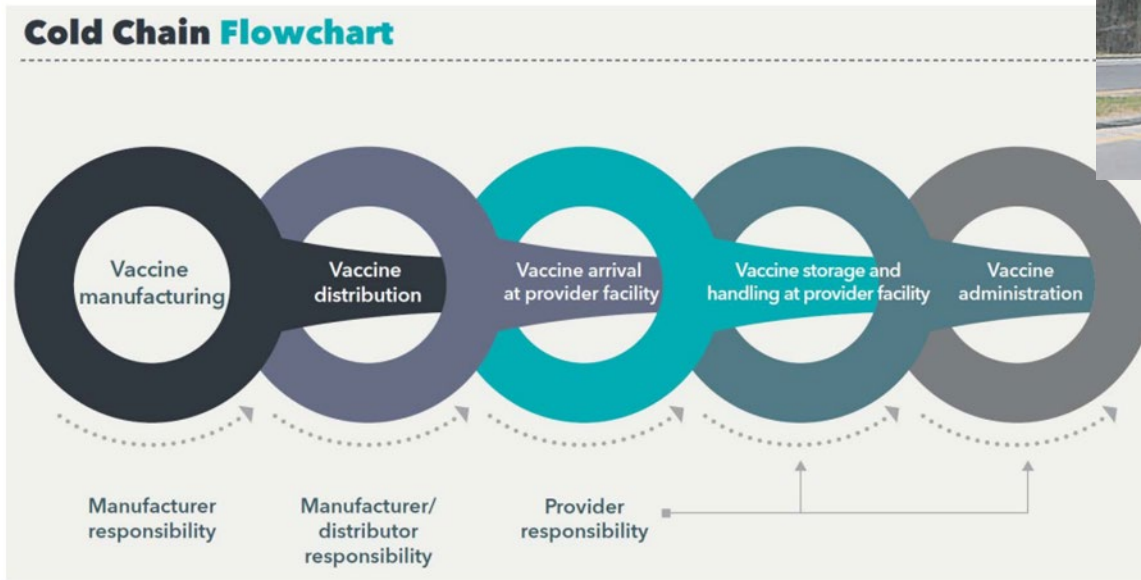 Cold Chain Flowchart
Vaccine
manufacturing
Vaccine
distribution
Vaccine arrival
at provider facility
Vaccine storage and
handling at provider facility
Vaccine
administration
Manufacturer
responsibility
Manufacturer/
distributor
responsibility
Provider
responsibility